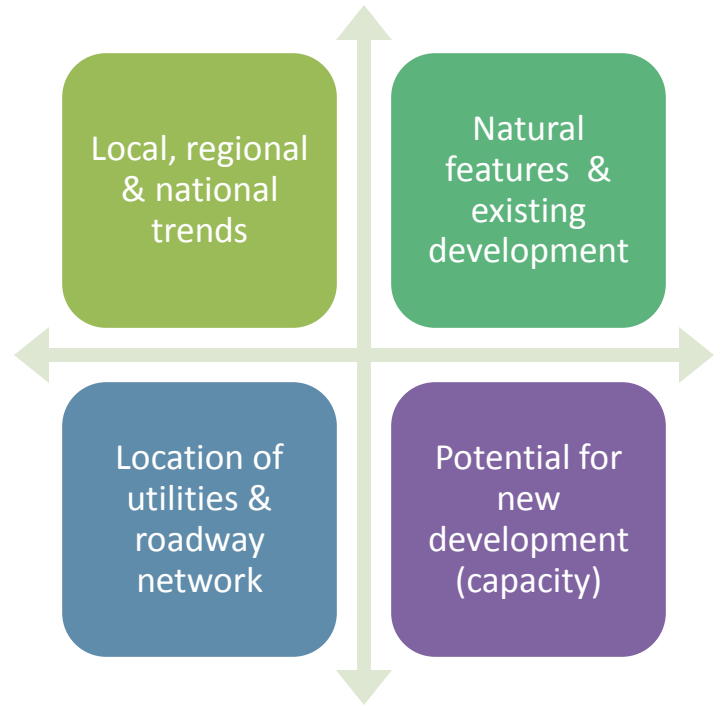 Local, regional
& national
trends
Natural
features & 
existing
development
Location of
utilities &
roadway
network
Potential for
new
development
(capacity)